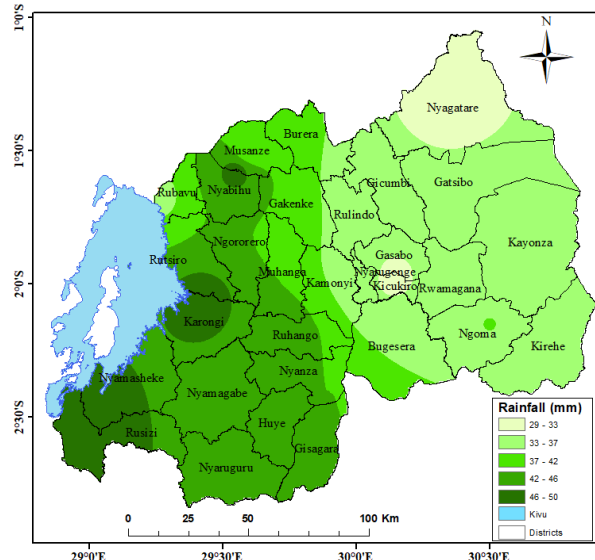 1°0'S
N
Nyagatare
Burera
Musanze
1°30'S
Nyabihu
Gicumbi
Gatsibo
Rubavu
Gakenke
Rulindo
Ngororero
Gasabo
Kayonza
Rutsiro
Muhanga
Nyarugenge
2°0'S
Kamonyi
Kicukiro
Rwamagana
Karongi
Ruhango
Bugesera
Ngoma
Kirehe
Nyanza
Nyamasheke
Nyamagabe
2°30'S
Huye
Rusizi
Gisagara
Nyaruguru
Rainfall (mm)
29 - 33
33 - 37
37 - 42
42 - 46
46 - 50
Kivu
Districts
0 25 50 100 Km
29°0'E 29°30'E 30°0'E 30°30'E